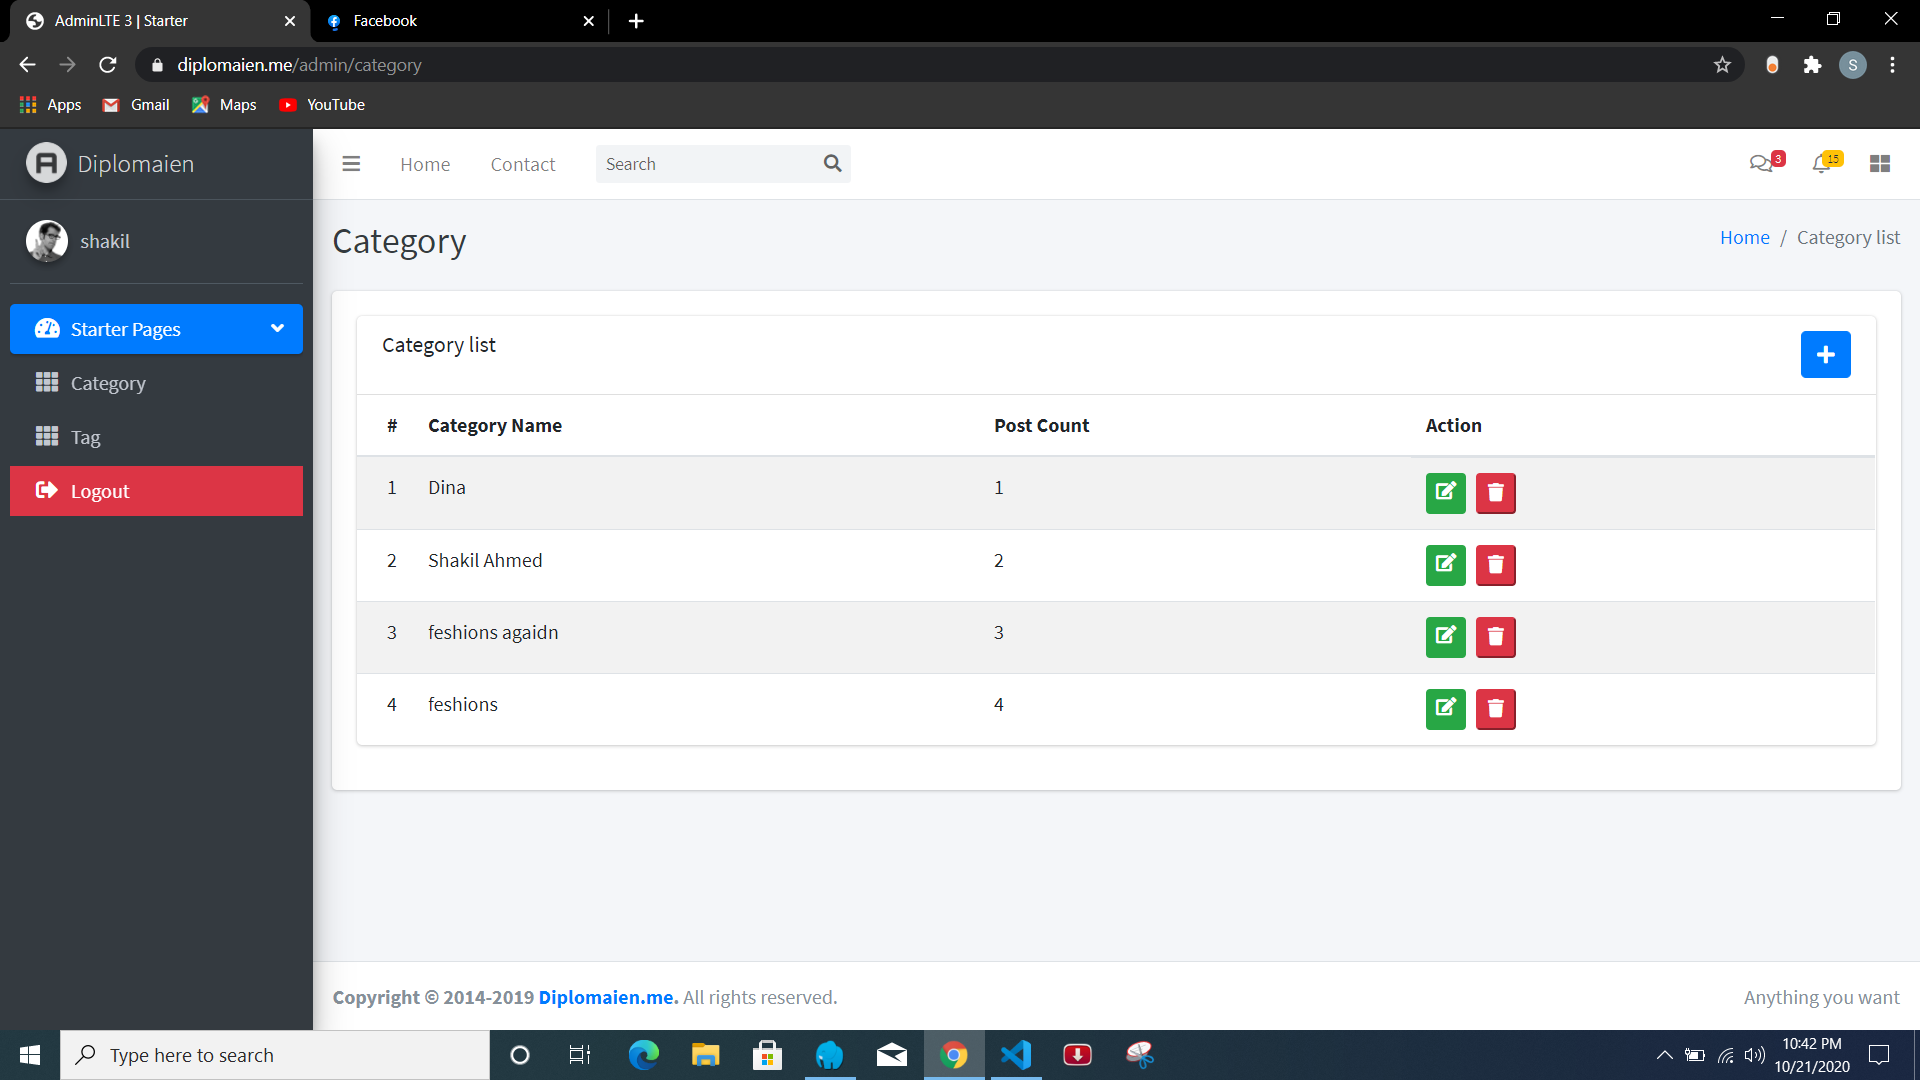 AdminLTE 3 | Starter
Facebook
diplomaien.me/admin/category
S
Apps
Gmail
Maps
YouTube
Diplomaien
Home
Contact
Search
3
15
shakil
Category
Home / Category list
Starter Pages
Category
Tag
Logout
Category list
# Category Name Post Count Action
1 Dina 1
2 Shakil Ahmed 2
3 feshions agaidn 3
4 feshions 4
Copyright © 2014-2019 Diplomaien.me. All rights reserved.
Anything you want
Type here to search
10:42 PM
10/21/2020